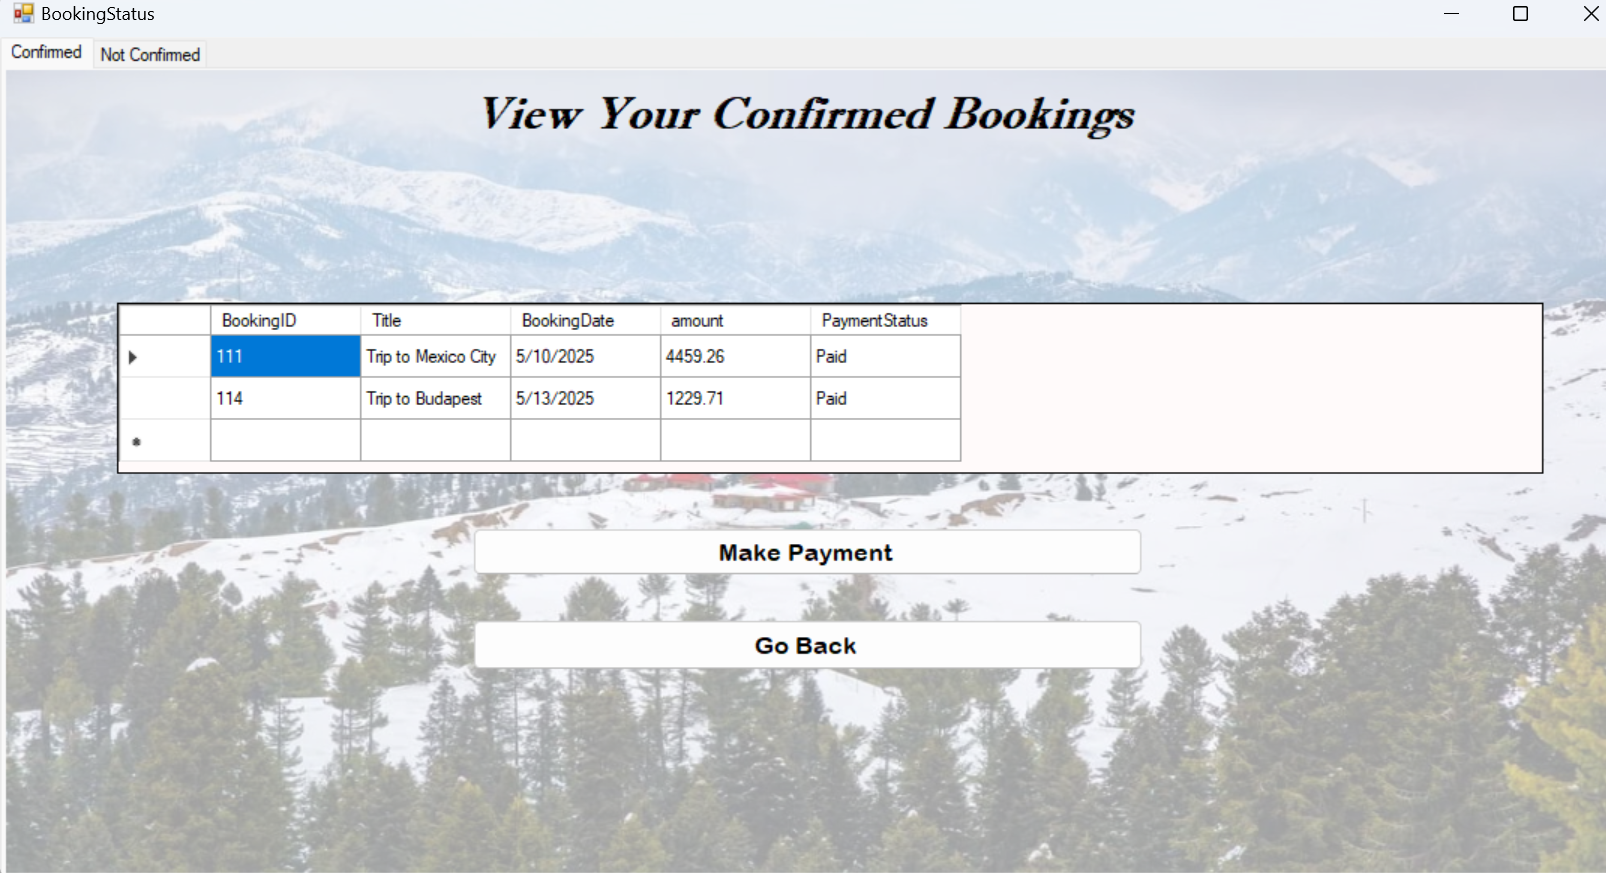 BookingStatus
Confirmed Not Confirmed
View Your Confirmed Bookings
BookingID Title BookingDate amount PaymentStatus
111 Trip to Mexico City 5/10/2025 4459.26 Paid
114 Trip to Budapest 5/13/2025 1229.71 Paid
Make Payment
Go Back